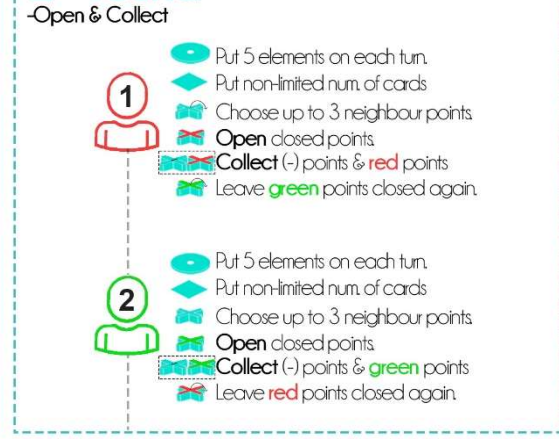 -Open & Collect
1
Put 5 elements on each turn.
Put non-limited num. of cards
Choose up to 3 neighbour points.
Open closed points.
Collect (-) points & red points
Leave green points closed again.
2
Put 5 elements on each turn.
Put non-limited num. of cards
Choose up to 3 neighbour points.
Open closed points.
Collect (-) points & green points
Leave red points closed again.